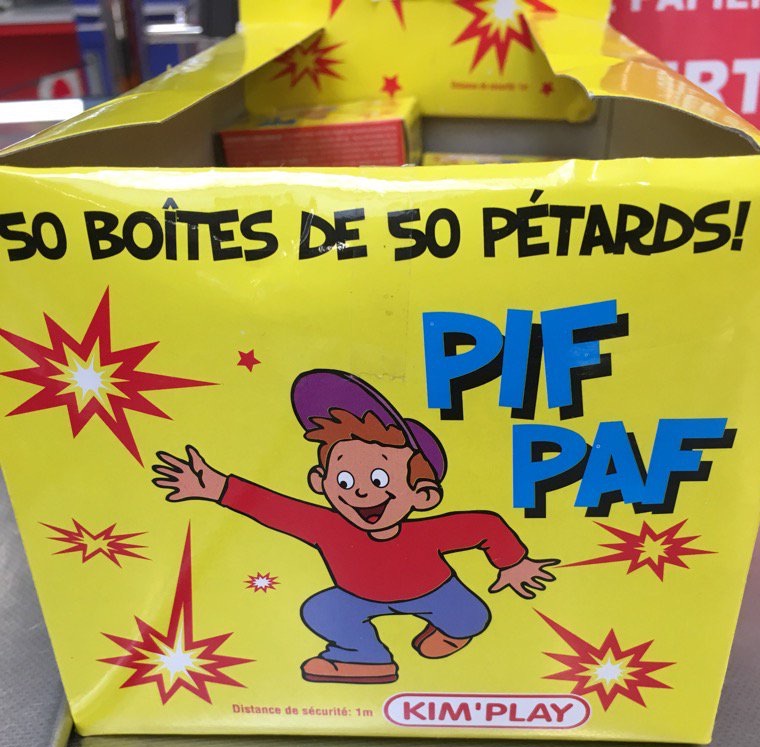 50 BOÎTES DE 50 PÉTARDS!
PIF
PAF
Distance de sécurité: 1m
KIM'PLAY